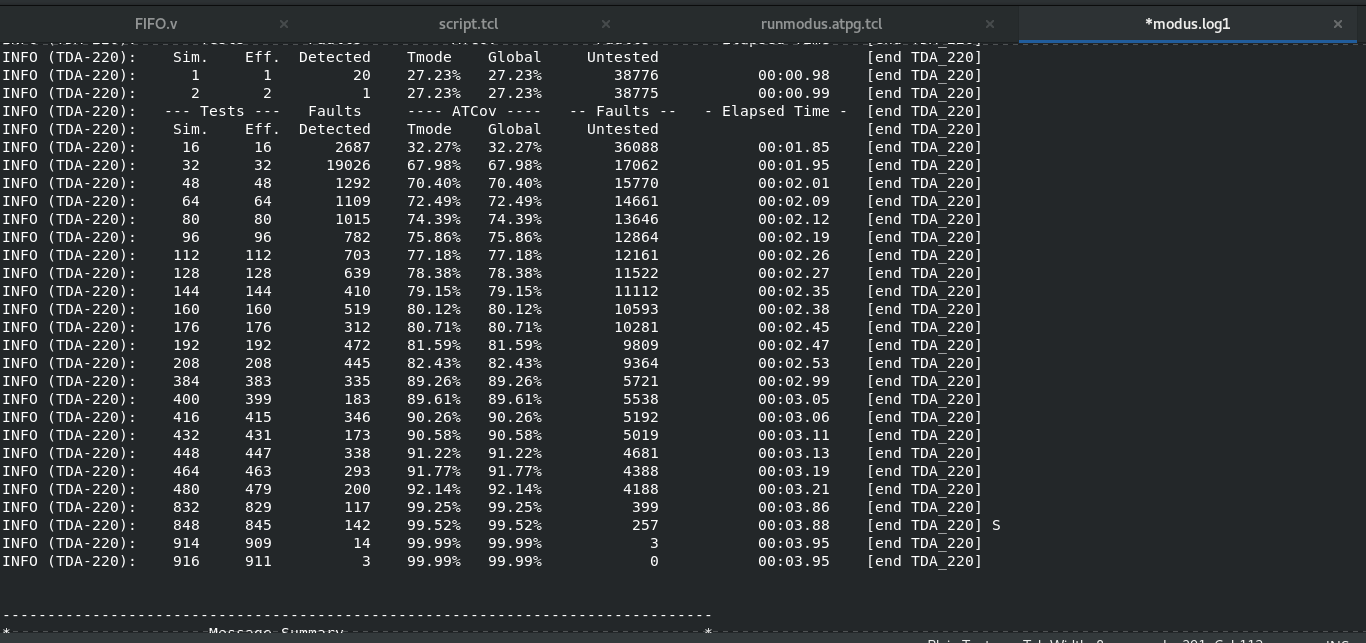 FIFO.v × script.tcl × runmodus.atpg.tcl × *modus.log1 ×
INFO (TDA-220): --- Tests --- Faults ---- ATCov ---- -- Faults -- - Elapsed Time - [end TDA_220]
INFO (TDA-220): Sim. Eff. Detected Tmode Global Untested [end TDA_220]
INFO (TDA-220): 1 1 20 27.23% 27.23% 38776 00:00.98 [end TDA_220]
INFO (TDA-220): 2 2 1 27.23% 27.23% 38775 00:00.99 [end TDA_220]
INFO (TDA-220): --- Tests --- Faults ---- ATCov ---- -- Faults -- - Elapsed Time - [end TDA_220]
INFO (TDA-220): Sim. Eff. Detected Tmode Global Untested [end TDA_220]
INFO (TDA-220): 16 16 2687 32.27% 32.27% 36088 00:01.85 [end TDA_220]
INFO (TDA-220): 32 32 19026 67.98% 67.98% 17062 00:01.95 [end TDA_220]
INFO (TDA-220): 48 48 1292 70.40% 70.40% 15770 00:02.01 [end TDA_220]
INFO (TDA-220): 64 64 1109 72.49% 72.49% 14661 00:02.09 [end TDA_220]
INFO (TDA-220): 80 80 1015 74.39% 74.39% 13646 00:02.12 [end TDA_220]
INFO (TDA-220): 96 96 782 75.86% 75.86% 12864 00:02.19 [end TDA_220]
INFO (TDA-220): 112 112 703 77.18% 77.18% 12161 00:02.26 [end TDA_220]
INFO (TDA-220): 128 128 639 78.38% 78.38% 11522 00:02.27 [end TDA_220]
INFO (TDA-220): 144 144 410 79.15% 79.15% 11112 00:02.35 [end TDA_220]
INFO (TDA-220): 160 160 519 80.12% 80.12% 10593 00:02.38 [end TDA_220]
INFO (TDA-220): 176 176 312 80.71% 80.71% 10281 00:02.45 [end TDA_220]
INFO (TDA-220): 192 192 472 81.59% 81.59% 9809 00:02.47 [end TDA_220]
INFO (TDA-220): 208 208 445 82.43% 82.43% 9364 00:02.53 [end TDA_220]
INFO (TDA-220): 384 383 335 89.26% 89.26% 5721 00:02.99 [end TDA_220]
INFO (TDA-220): 400 399 183 89.61% 89.61% 5538 00:03.05 [end TDA_220]
INFO (TDA-220): 416 415 346 90.26% 90.26% 5192 00:03.06 [end TDA_220]
INFO (TDA-220): 432 431 173 90.58% 90.58% 5019 00:03.11 [end TDA_220]
INFO (TDA-220): 448 447 338 91.22% 91.22% 4681 00:03.13 [end TDA_220]
INFO (TDA-220): 464 463 293 91.77% 91.77% 4388 00:03.19 [end TDA_220]
INFO (TDA-220): 480 479 200 92.14% 92.14% 4188 00:03.21 [end TDA_220]
INFO (TDA-220): 832 829 117 99.25% 99.25% 399 00:03.86 [end TDA_220]
INFO (TDA-220): 848 845 142 99.52% 99.52% 257 00:03.88 [end TDA_220] S
INFO (TDA-220): 914 909 14 99.99% 99.99% 3 00:03.95 [end TDA_220]
INFO (TDA-220): 916 911 3 99.99% 99.99% 0 00:03.95 [end TDA_220]
-------------------------------------------------------------------------------
* Message Summary *